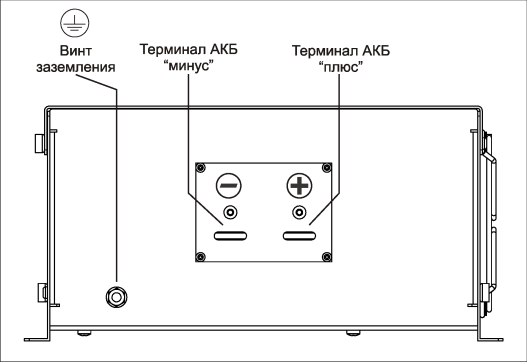 Винт
заземления
Терминал АКБ
“минус”
Терминал АКБ
“плюс”